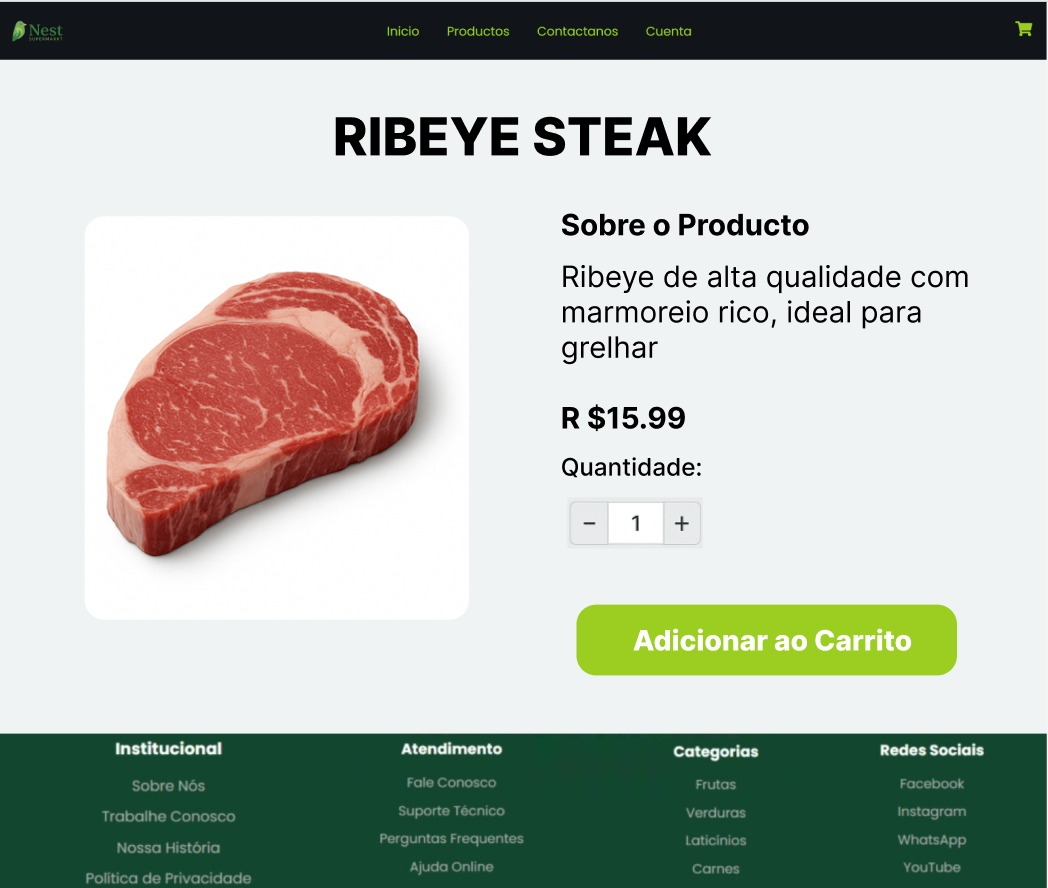 Nest
SUPERMARKT
Inicio
Productos
Contactanos
Cuenta
RIBEYE STEAK
Sobre o Producto
Ribeye de alta qualidade com
marmoreio rico, ideal para
grelhar
R $15.99
Quantidade:
− 1 +
Adicionar ao Carrito
Institucional
Sobre Nós
Trabalhe Conosco
Nossa História
Política de Privacidade
Atendimento
Fale Conosco
Suporte Técnico
Perguntas Frequentes
Ajuda Online
Categorias
Frutas
Verduras
Laticínios
Carnes
Redes Sociais
Facebook
Instagram
WhatsApp
YouTube